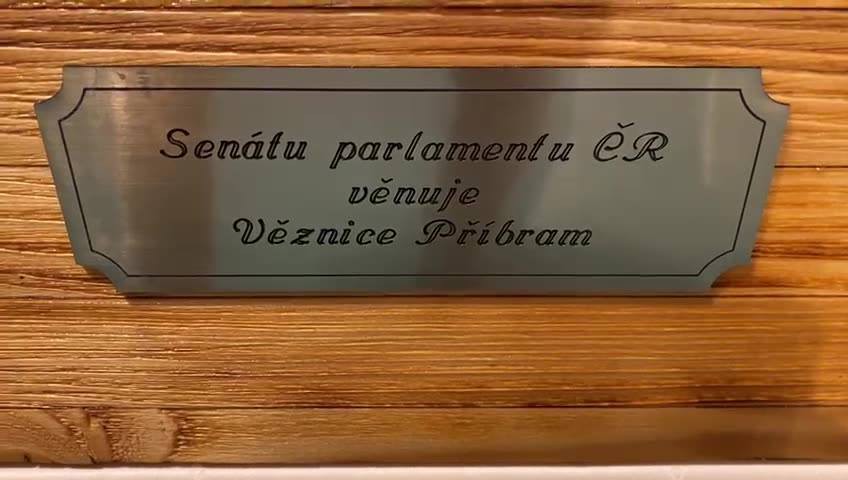 Senátu parlamentu ČR
věnuje
Věznice Příbram